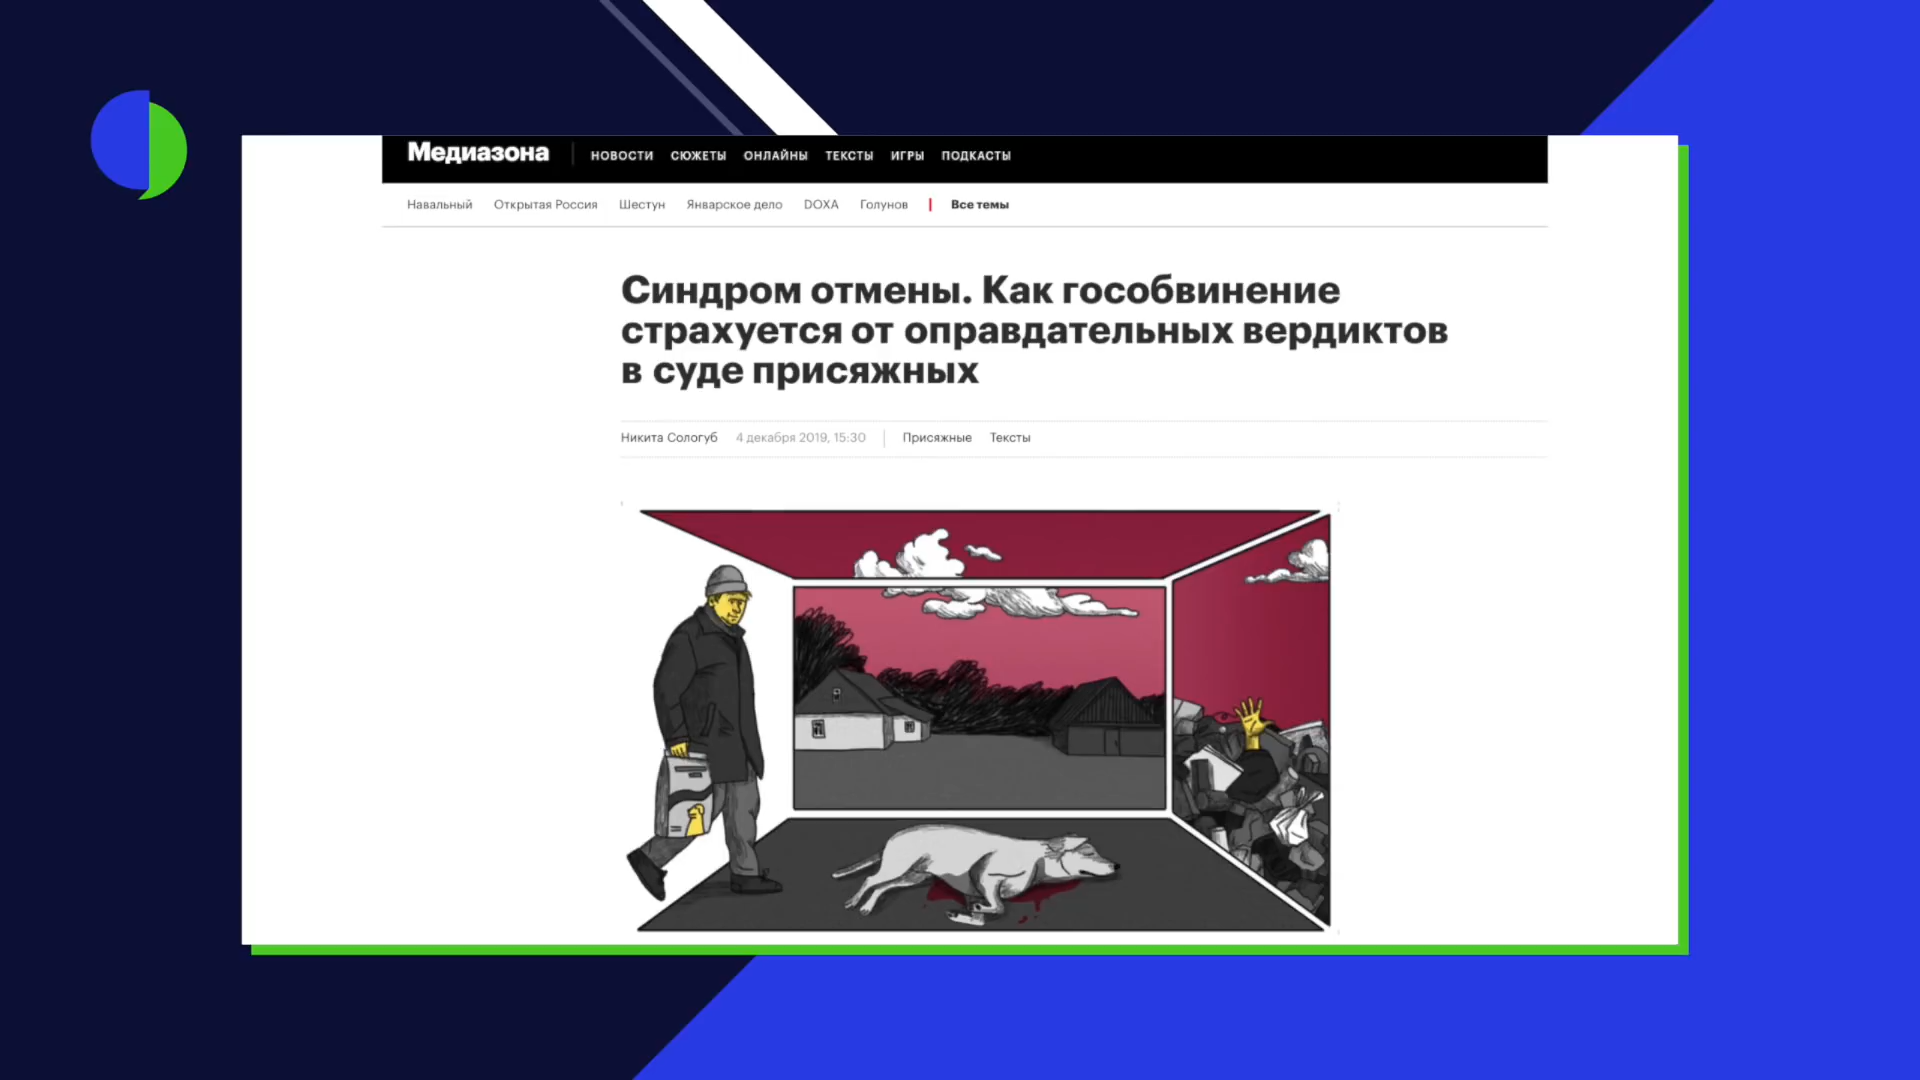 Медиазона
НОВОСТИ СЮЖЕТЫ ОНЛАЙНЫ ТЕКСТЫ ИГРЫ ПОДКАСТЫ
Навальный Открытая Россия Шестун Январское дело DOXA Голунов | Все темы
Синдром отмены. Как гособвинение
страхуется от оправдательных вердиктов
в суде присяжных
Никита Сологуб 4 декабря 2019, 15:30 Присяжные Тексты